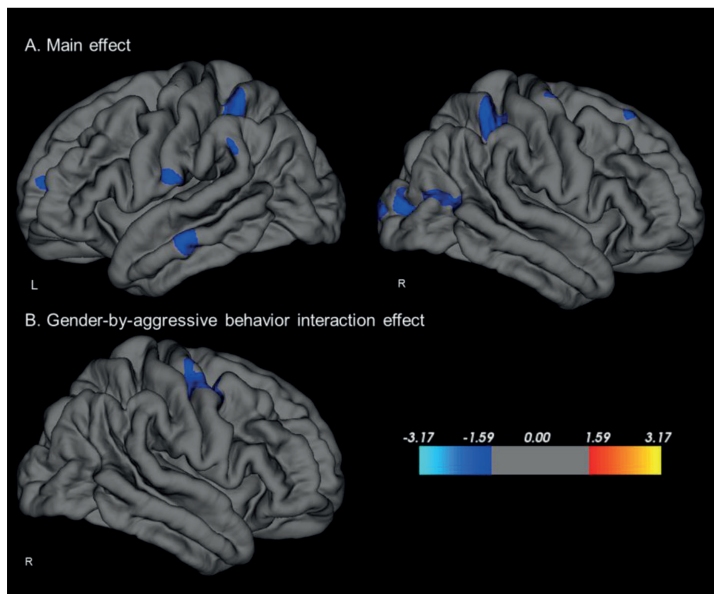 A. Main effect
L
R
B. Gender-by-aggressive behavior interaction effect
-3.17 -1.59 0.00 1.59 3.17
R